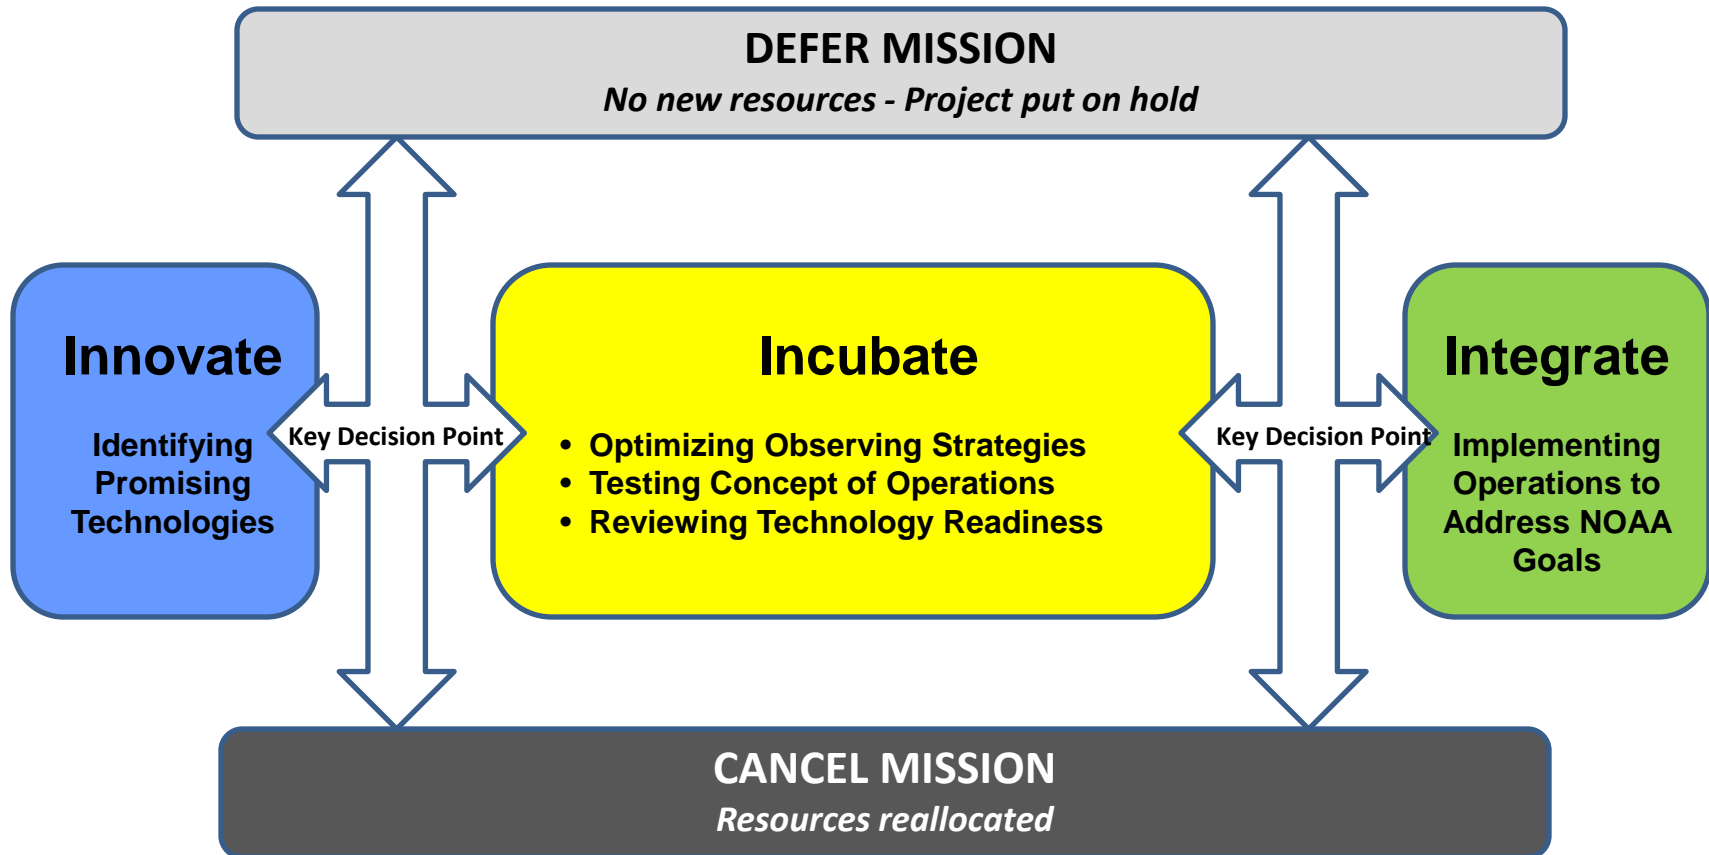 DEFER MISSION
No new resources - Project put on hold
Innovate
Identifying
Promising
Technologies
Key Decision Point
Incubate
• Optimizing Observing Strategies
• Testing Concept of Operations
• Reviewing Technology Readiness
Key Decision Point
Integrate
Implementing
Operations to
Address NOAA
Goals
CANCEL MISSION
Resources reallocated